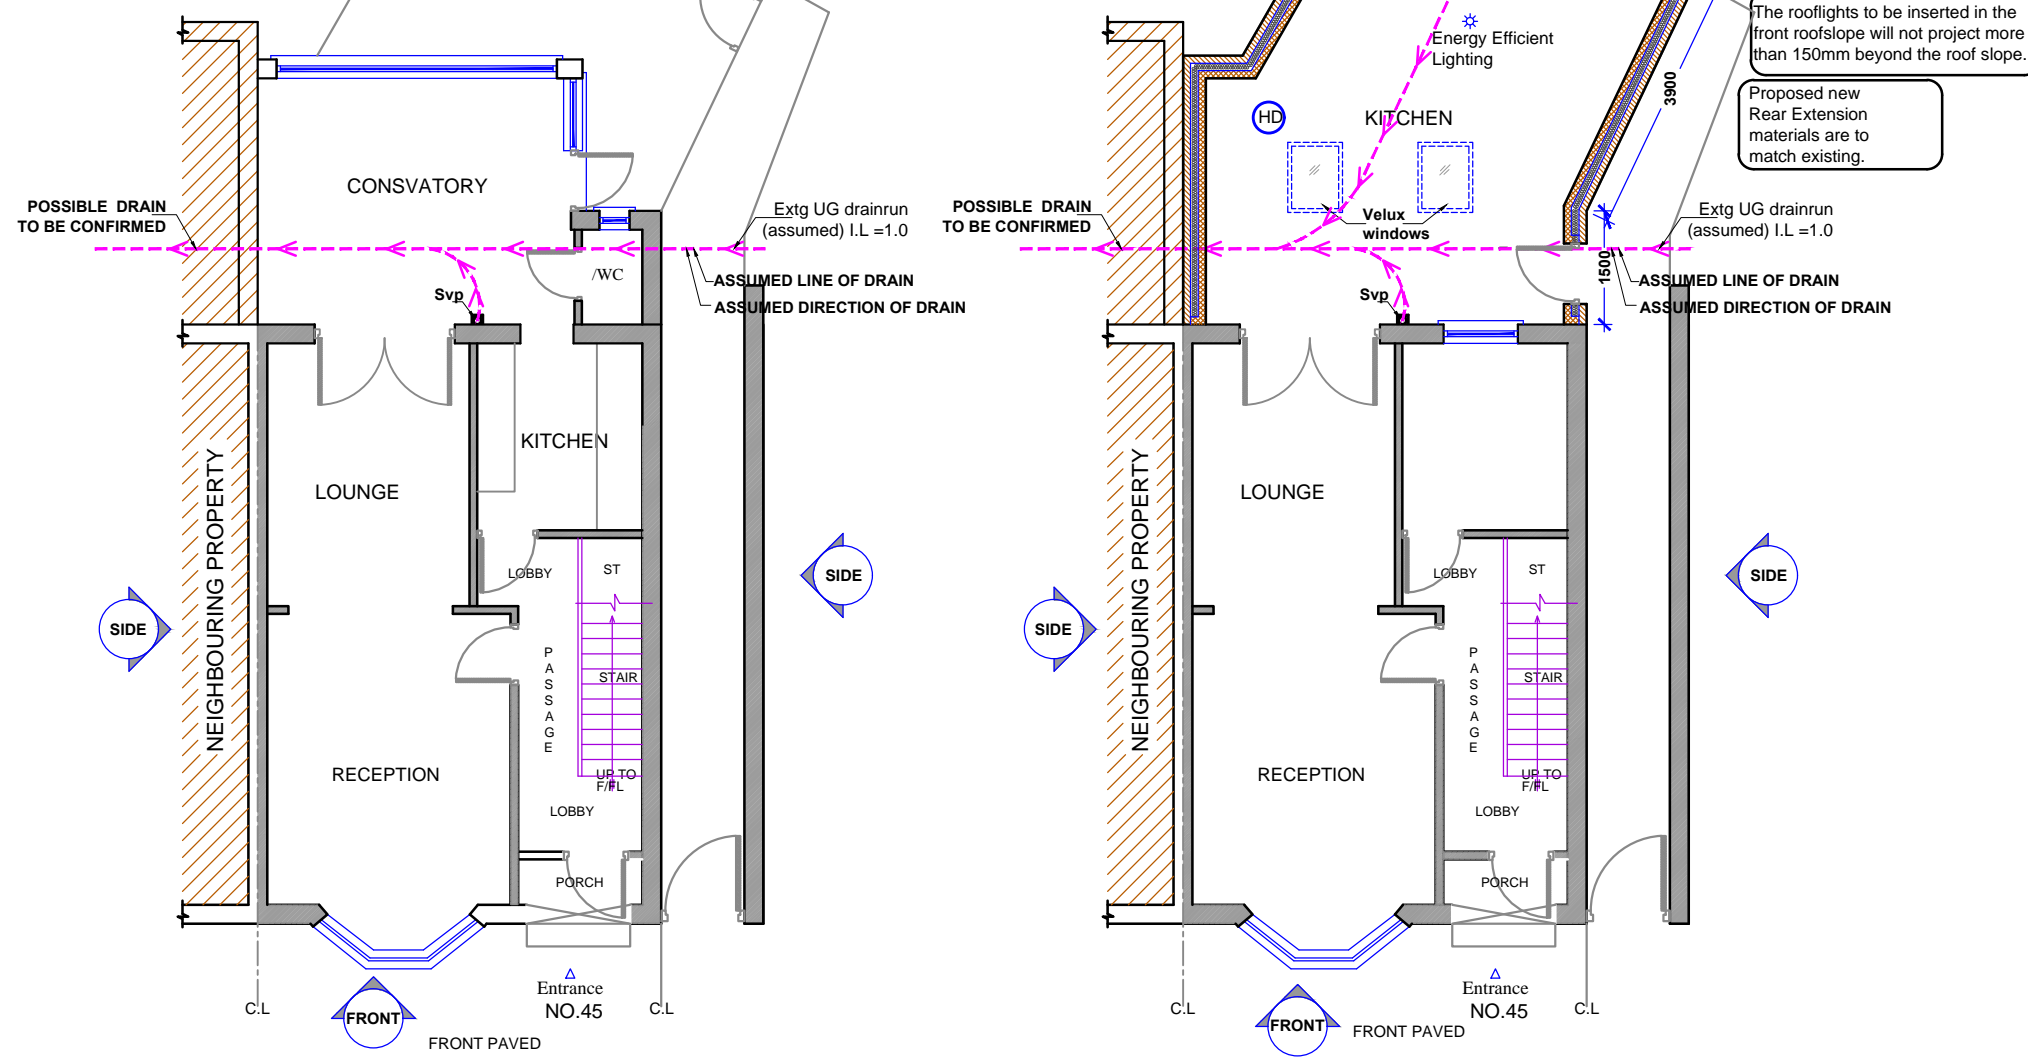 CONSVATORY
POSSIBLE DRAIN
TO BE CONFIRMED
Extg UG drainrun
(assumed) I.L =1.0
/WC
ASSUMED LINE OF DRAIN
ASSUMED DIRECTION OF DRAIN
Svp
KITCHEN
LOUNGE
NEIGHBOURING PROPERTY
LOBBY
ST
SIDE
SIDE
PASSAGE
STAIR
RECEPTION
UP TO
F/FL
LOBBY
PORCH
Entrance
NO.45
C.L
C.L
FRONT
FRONT PAVED
The rooflights to be inserted in the
front roofslope will not project more
than 150mm beyond the roof slope.
Proposed new
Rear Extension
materials are to
match existing.
Energy Efficient
Lighting
3900
HD
KITCHEN
Velux
windows
POSSIBLE DRAIN
TO BE CONFIRMED
Extg UG drainrun
(assumed) I.L =1.0
1500
ASSUMED LINE OF DRAIN
ASSUMED DIRECTION OF DRAIN
Svp
LOUNGE
NEIGHBOURING PROPERTY
LOBBY
ST
SIDE
SIDE
PASSAGE
STAIR
RECEPTION
UP TO
F/FL
LOBBY
PORCH
Entrance
NO.45
C.L
C.L
FRONT
FRONT PAVED